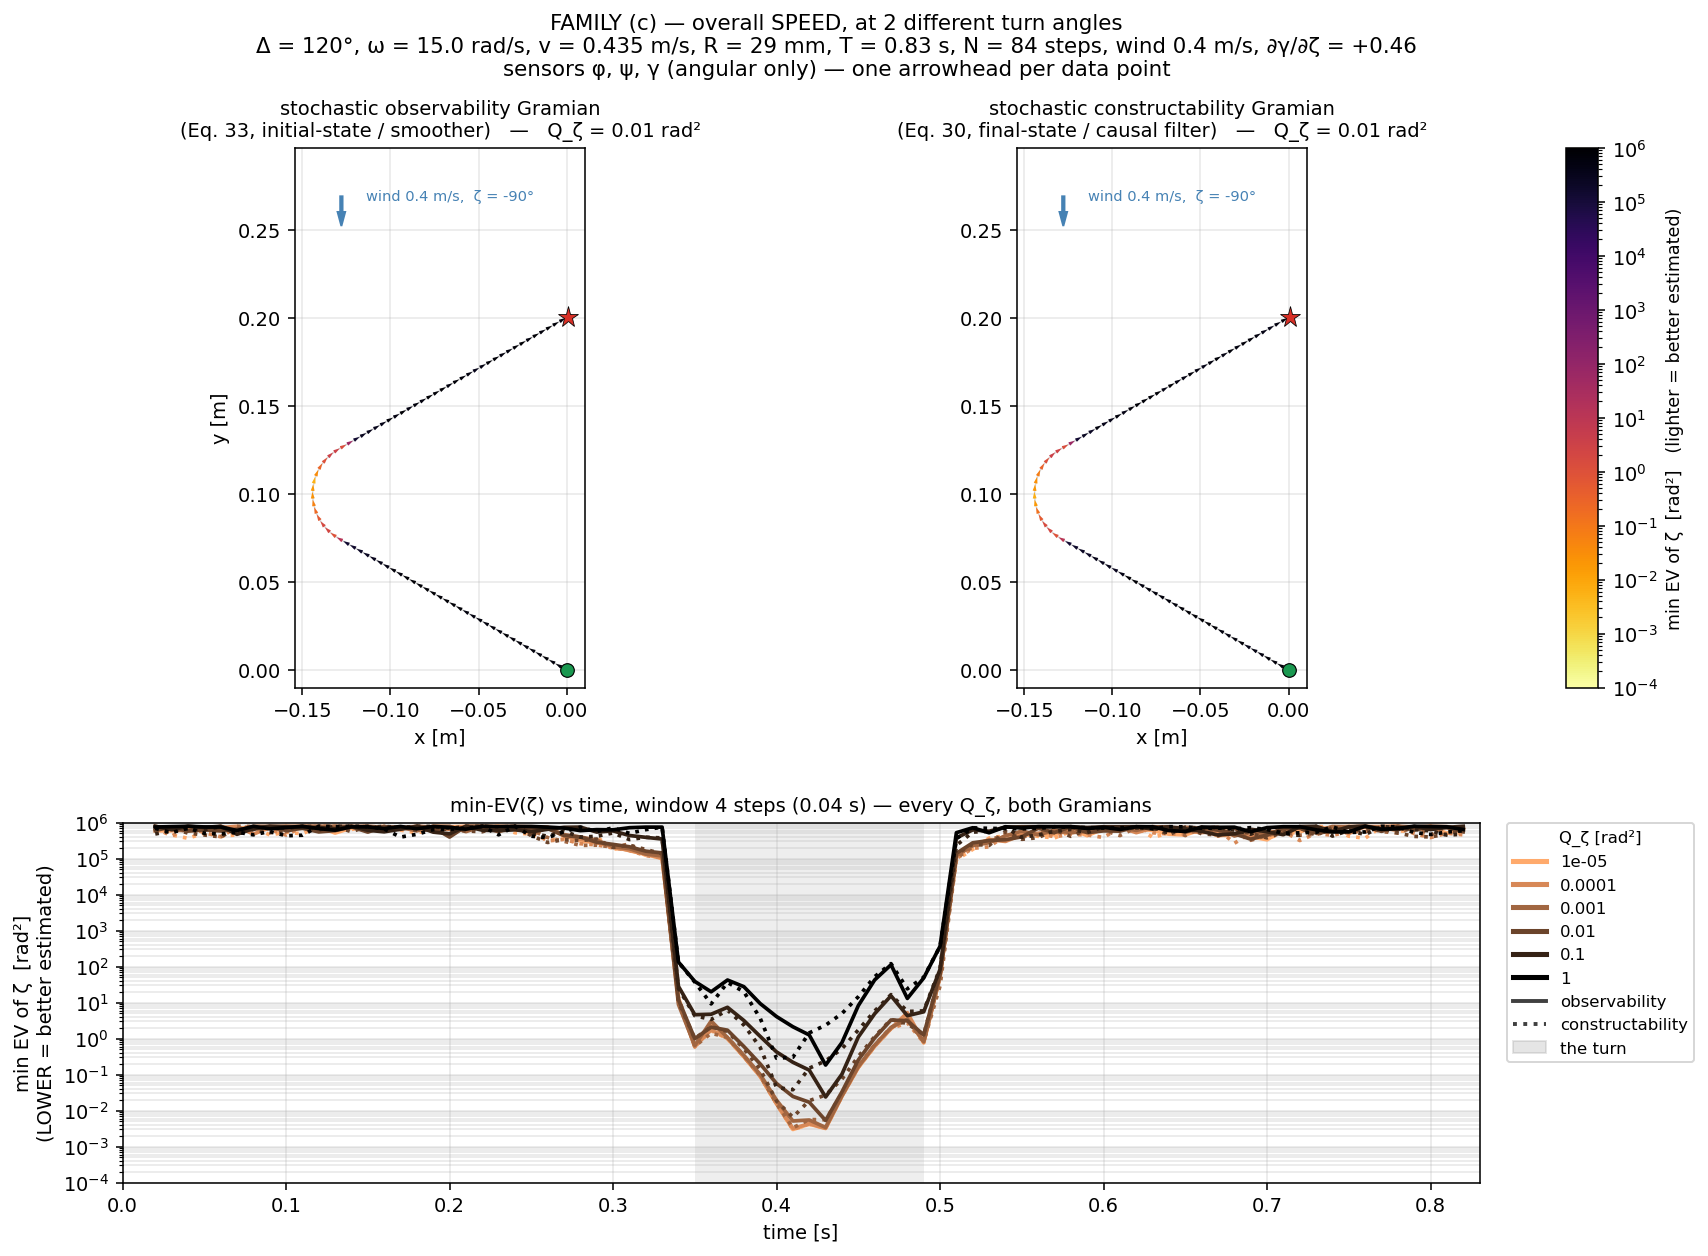 FAMILY (c) — overall SPEED, at 2 different turn angles
Δ = 120°, ω = 15.0 rad/s, v = 0.435 m/s, R = 29 mm, T = 0.83 s, N = 84 steps, wind 0.4 m/s, ∂γ/∂ζ = +0.46
sensors φ, ψ, γ (angular only) — one arrowhead per data point
stochastic observability Gramian
(Eq. 33, initial-state / smoother)   —   Q_ζ = 0.01 rad²
wind 0.4 m/s,  ζ = -90°
0.25
0.20
0.15
0.10
0.05
0.00
y [m]
−0.15
−0.10
−0.05
0.00
x [m]
stochastic constructability Gramian
(Eq. 30, final-state / causal filter)   —   Q_ζ = 0.01 rad²
wind 0.4 m/s,  ζ = -90°
0.25
0.20
0.15
0.10
0.05
0.00
−0.15
−0.10
−0.05
0.00
x [m]
10⁶
10⁵
10⁴
10³
10²
10¹
10⁰
10⁻¹
10⁻²
10⁻³
10⁻⁴
min EV of ζ  [rad²]   (lighter = better estimated)
min-EV(ζ) vs time, window 4 steps (0.04 s) — every Q_ζ, both Gramians
10⁶
10⁵
10⁴
10³
10²
10¹
10⁰
10⁻¹
10⁻²
10⁻³
10⁻⁴
min EV of ζ  [rad²]
(LOWER = better estimated)
0.0
0.1
0.2
0.3
0.4
0.5
0.6
0.7
0.8
time [s]
Q_ζ [rad²]
1e-05
0.0001
0.001
0.01
0.1
1
observability
constructability
the turn